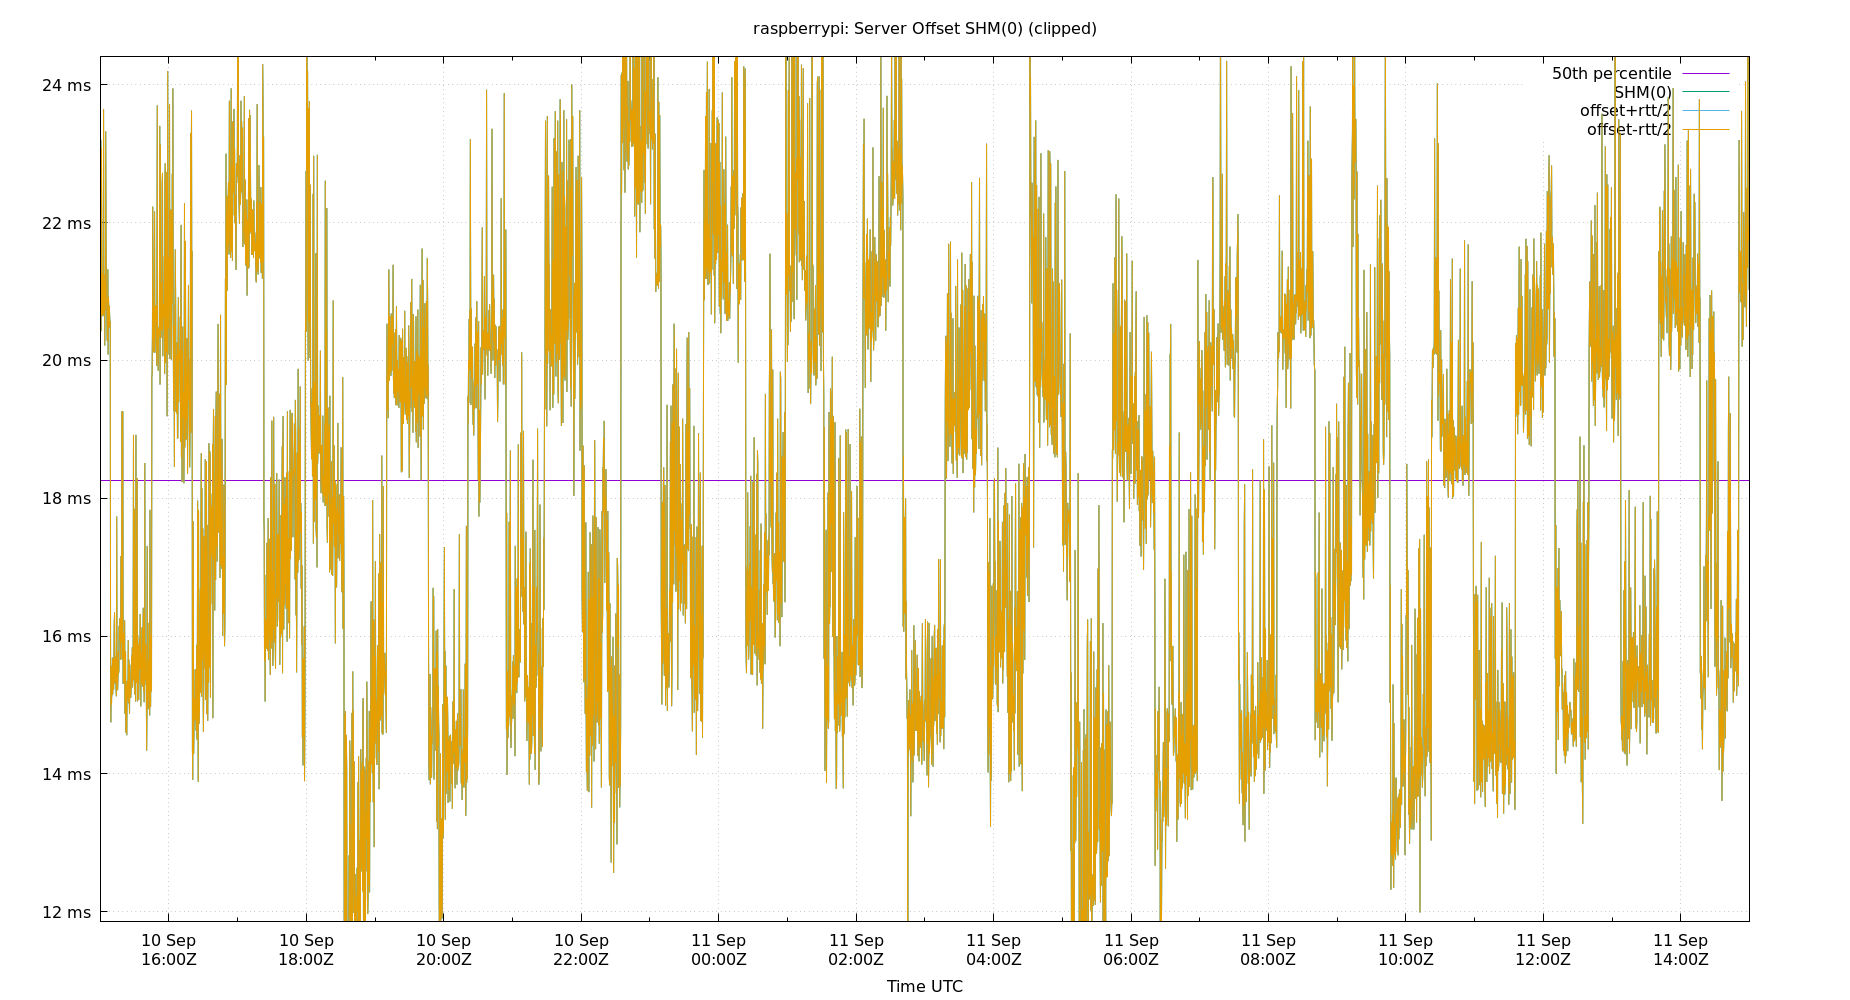 raspberrypi: Server Offset SHM(0) (clipped)
50th percentile
SHM(0)
offset+rtt/2
offset-rtt/2
24 ms
22 ms
20 ms
18 ms
16 ms
14 ms
12 ms
10 Sep 10 Sep 10 Sep 10 Sep 11 Sep 11 Sep 11 Sep 11 Sep 11 Sep 11 Sep 11 Sep 11 Sep
16:00Z 18:00Z 20:00Z 22:00Z 00:00Z 02:00Z 04:00Z 06:00Z 08:00Z 10:00Z 12:00Z 14:00Z
Time UTC